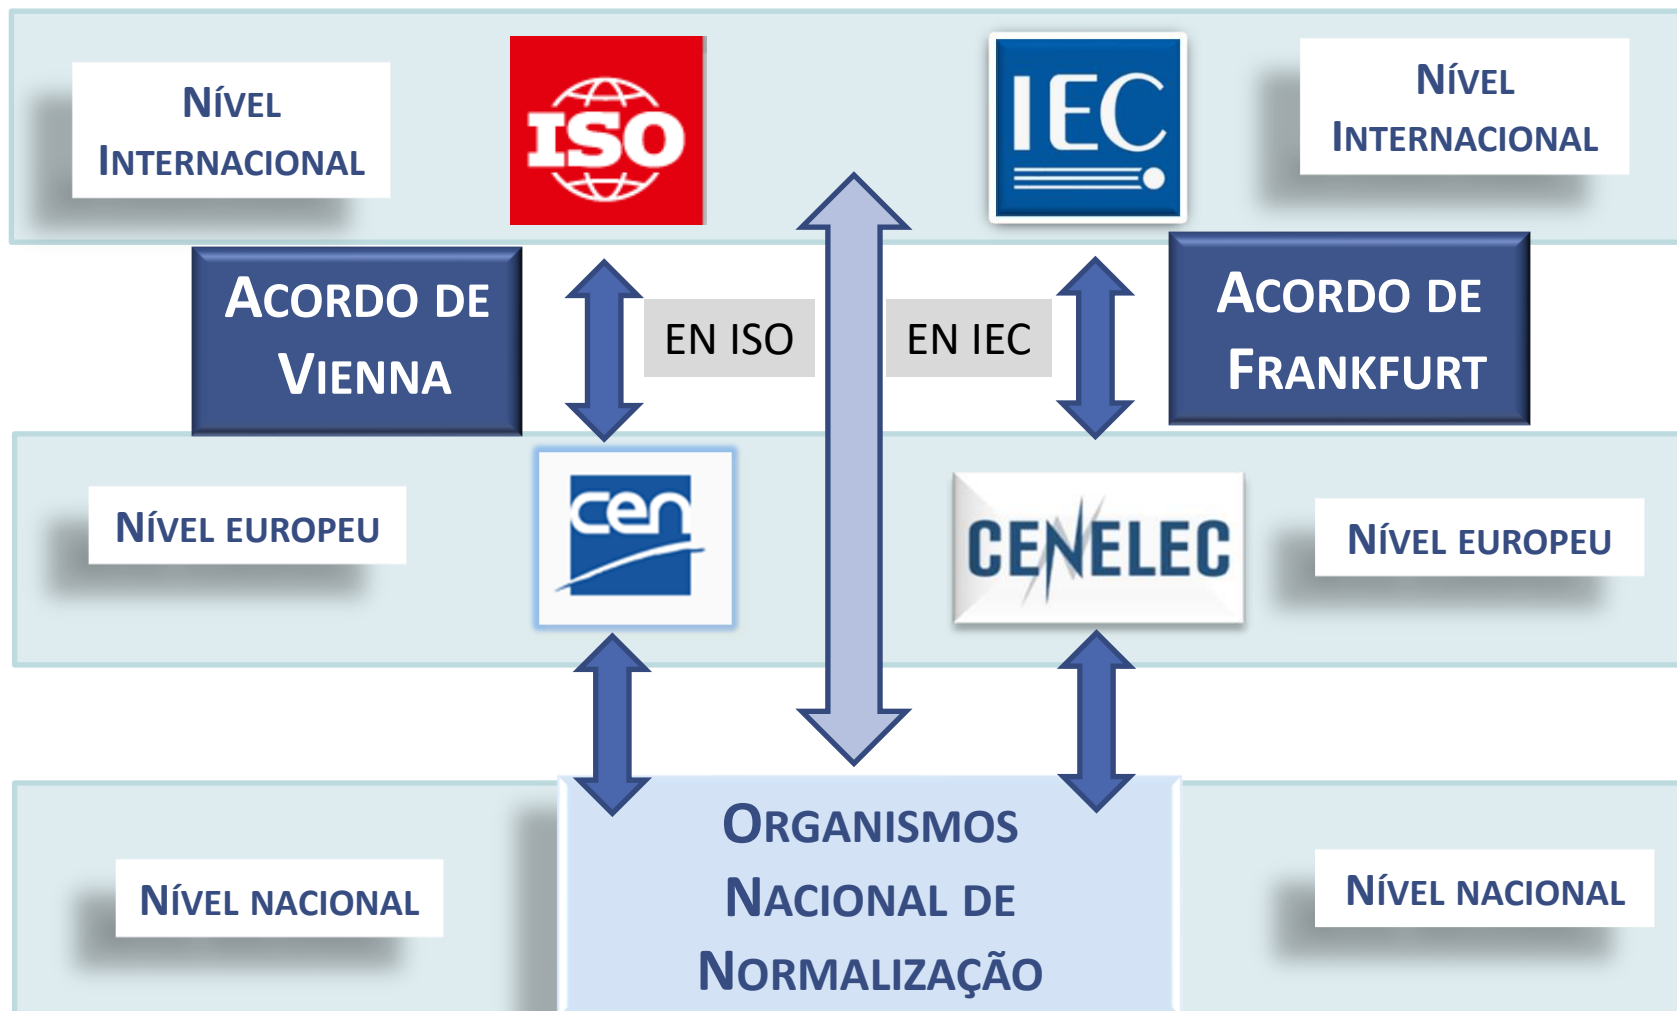 NÍVEL
INTERNACIONAL
ISO
IEC
NÍVEL
INTERNACIONAL
ACORDO DE
VIENNA
EN ISO
EN IEC
ACORDO DE
FRANKFURT
NÍVEL EUROPEU
cen
CENELEC
NÍVEL EUROPEU
NÍVEL NACIONAL
ORGANISMOS
NACIONAL DE
NORMALIZAÇÃO
NÍVEL NACIONAL